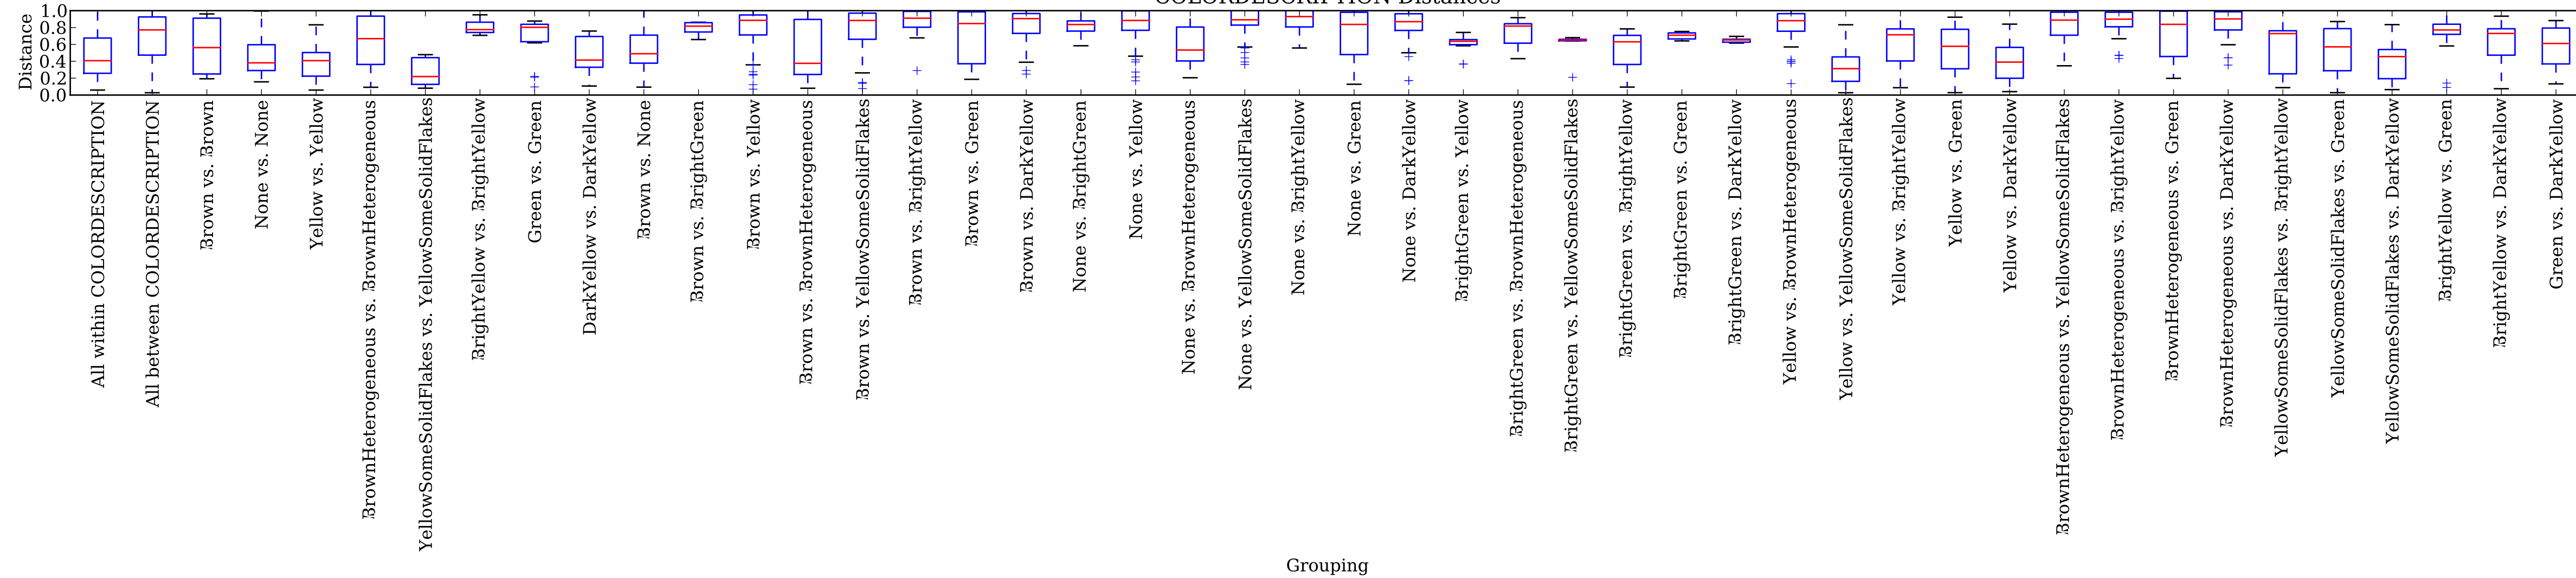 COLORDESCRIPTION Distances
Distance
1.0
0.8
0.6
0.4
0.2
0.0
All within COLORDESCRIPTION
All between COLORDESCRIPTION
Brown vs. Brown
None vs. None
Yellow vs. Yellow
BrownHeterogeneous vs. BrownHeterogeneous
YellowSomeSolidFlakes vs. YellowSomeSolidFlakes
BrightYellow vs. BrightYellow
Green vs. Green
DarkYellow vs. DarkYellow
Brown vs. None
Brown vs. BrightGreen
Brown vs. Yellow
Brown vs. BrownHeterogeneous
Brown vs. YellowSomeSolidFlakes
Brown vs. BrightYellow
Brown vs. Green
Brown vs. DarkYellow
None vs. BrightGreen
None vs. Yellow
None vs. BrownHeterogeneous
None vs. YellowSomeSolidFlakes
None vs. BrightYellow
None vs. Green
None vs. DarkYellow
BrightGreen vs. Yellow
BrightGreen vs. BrownHeterogeneous
BrightGreen vs. YellowSomeSolidFlakes
BrightGreen vs. BrightYellow
BrightGreen vs. Green
BrightGreen vs. DarkYellow
Yellow vs. BrownHeterogeneous
Yellow vs. YellowSomeSolidFlakes
Yellow vs. BrightYellow
Yellow vs. Green
Yellow vs. DarkYellow
BrownHeterogeneous vs. YellowSomeSolidFlakes
BrownHeterogeneous vs. BrightYellow
BrownHeterogeneous vs. Green
BrownHeterogeneous vs. DarkYellow
YellowSomeSolidFlakes vs. BrightYellow
YellowSomeSolidFlakes vs. Green
YellowSomeSolidFlakes vs. DarkYellow
BrightYellow vs. Green
BrightYellow vs. DarkYellow
Green vs. DarkYellow
Grouping